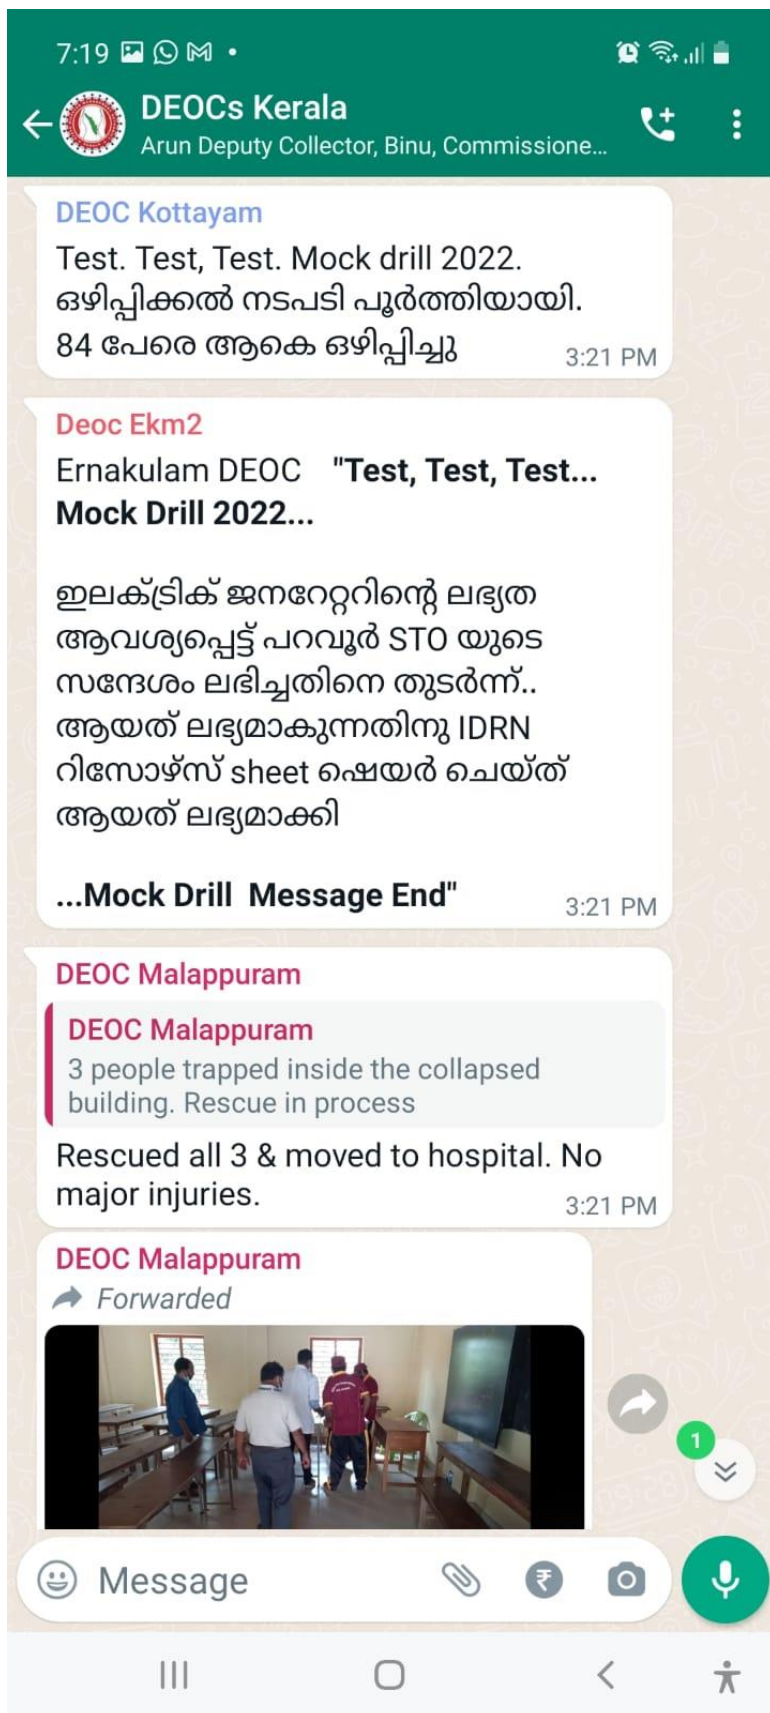 7:19
DEOCs Kerala
Arun Deputy Collector, Binu, Commissione...
DEOC Kottayam
Test. Test, Test. Mock drill 2022.
ഒഴിപ്പിക്കൽ നടപടി പൂർത്തിയായി.
84 പേരെ ആകെ ഒഴിപ്പിച്ചു
3:21 PM
Deoc Ekm2
Ernakulam DEOC "Test, Test, Test...
Mock Drill 2022...
ഇലക്ട്രിക് ജനറേറ്ററിന്റെ ലഭ്യത
ആവശ്യപ്പെട്ട് പറവൂർ STO യുടെ
സന്ദേശം ലഭിച്ചതിനെ തുടർന്ന്..
ആയത് ലഭ്യമാകുന്നതിനു IDRN
റിസോഴ്സ് sheet ഷെയർ ചെയ്ത്
ആയത് ലഭ്യമാക്കി
...Mock Drill Message End"
3:21 PM
DEOC Malappuram
DEOC Malappuram
3 people trapped inside the collapsed
building. Rescue in process
Rescued all 3 & moved to hospital. No
major injuries.
3:21 PM
DEOC Malappuram
Forwarded
1
Message